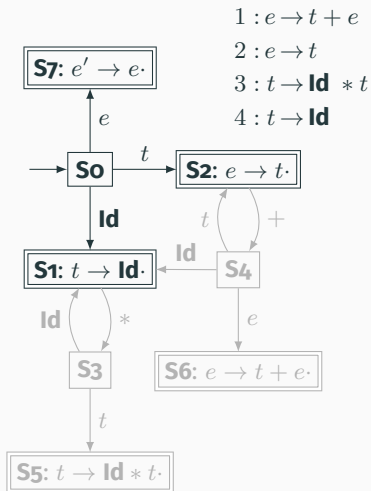 1 : e → t + e
2 : e → t
3 : t → Id * t
4 : t → Id
S7: e′ → e·
e
S0
t
S2: e → t·
Id
t
+
S1: t → Id·
Id
S4
Id
*
e
S3
S6: e → t + e·
t
S5: t → Id * t·